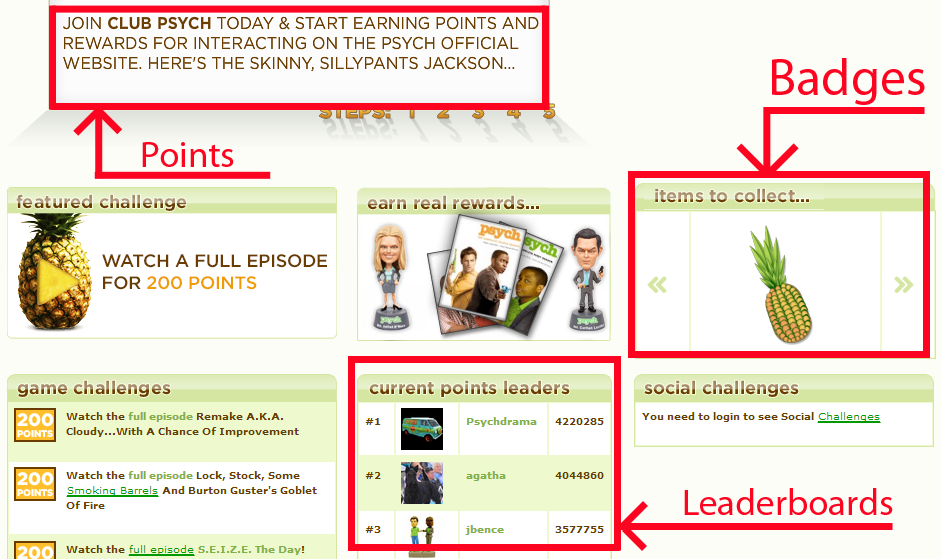 JOIN CLUB PSYCH TODAY & START EARNING POINTS AND
REWARDS FOR INTERACTING ON THE PSYCH OFFICIAL
WEBSITE. HERE'S THE SKINNY, SILLYPANTS JACKSON...
STEPS: 1 2 3 4 5
Points
Badges
featured challenge
WATCH A FULL EPISODE
FOR 200 POINTS
earn real rewards...
psych
psych
psych
psych
items to collect...
«
»
game challenges
200
POINTS
Watch the full episode Remake A.K.A.
Cloudy...With A Chance Of Improvement
200
POINTS
Watch the full episode Lock, Stock, Some
Smoking Barrels And Burton Guster's Goblet
Of Fire
200
Watch the full episode S.E.I.Z.E. The Day!
current points leaders
#1 Psychdrama 4220285
#2 agatha 4044860
#3 jbence 3577755
social challenges
You need to login to see Social Challenges
Leaderboards